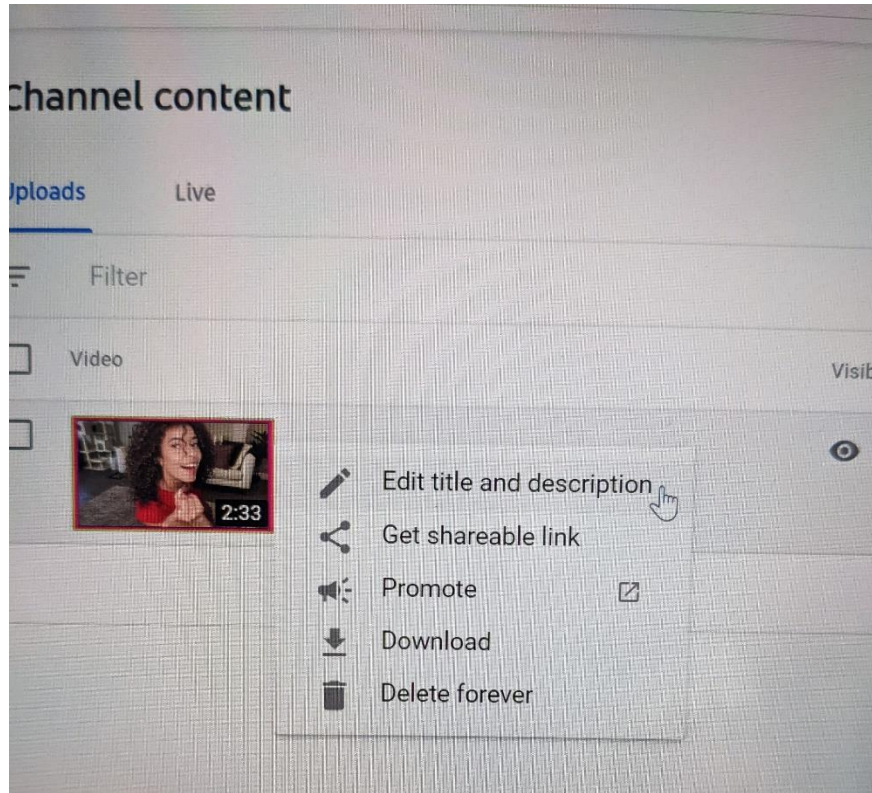 Channel content
Uploads Live
Filter
Video
Visib
2:33
Edit title and description
Get shareable link
Promote
Download
Delete forever